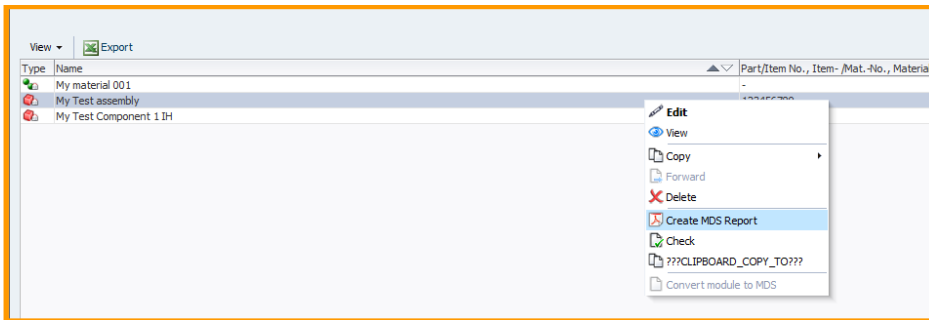 View Export
Type Name Part/Item No., Item- /Mat.-No., Material
My material 001 -
My Test assembly
My Test Component 1 IH
Edit
View
Copy
Forward
Delete
Create MDS Report
Check
???CLIPBOARD_COPY_TO???
Convert module to MDS